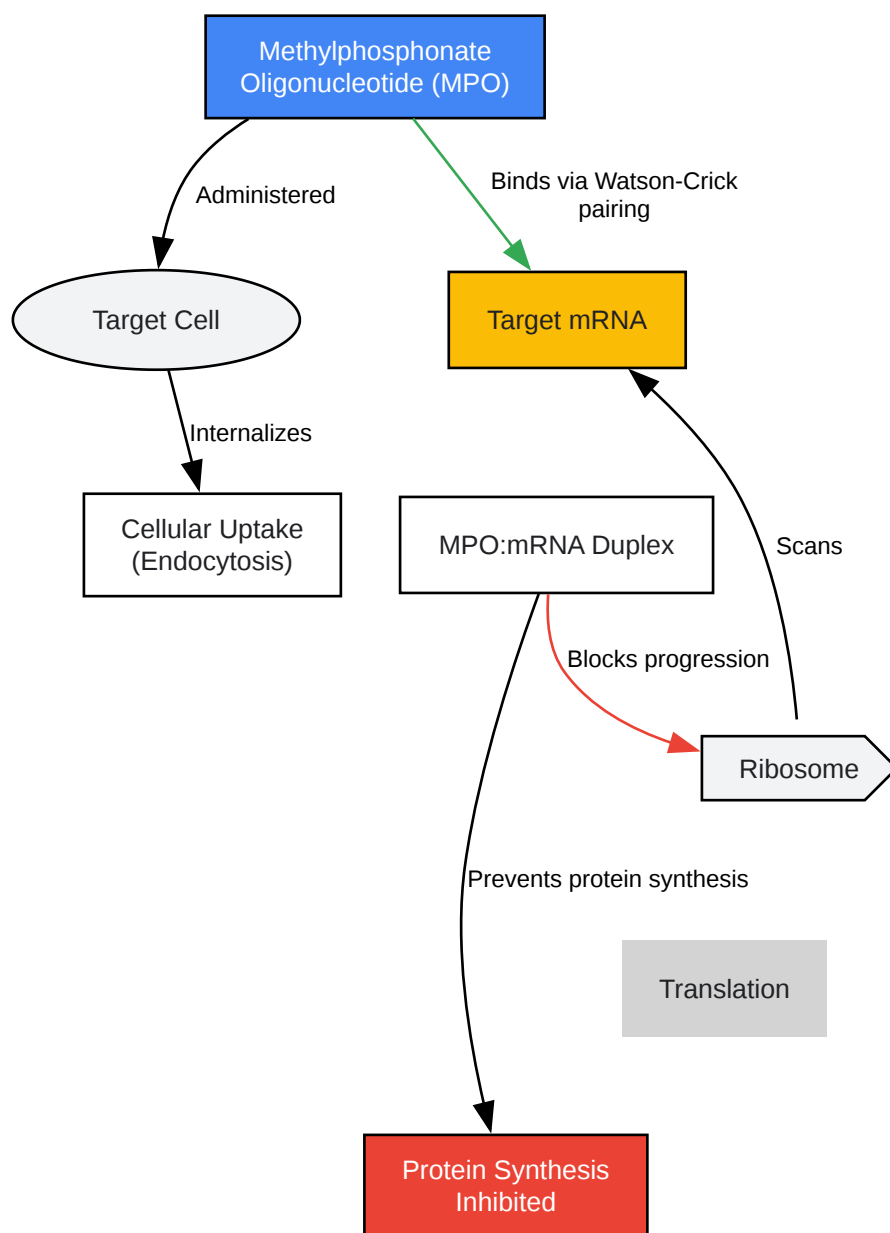 Methylphosphonate
Oligonucleotide (MPO)
Administered
Binds via Watson-Crick
pairing
Target Cell
Target mRNA
Internalizes
Cellular Uptake
(Endocytosis)
MPO:mRNA Duplex
Scans
Blocks progression
Ribosome
Prevents protein synthesis
Translation
Protein Synthesis
Inhibited